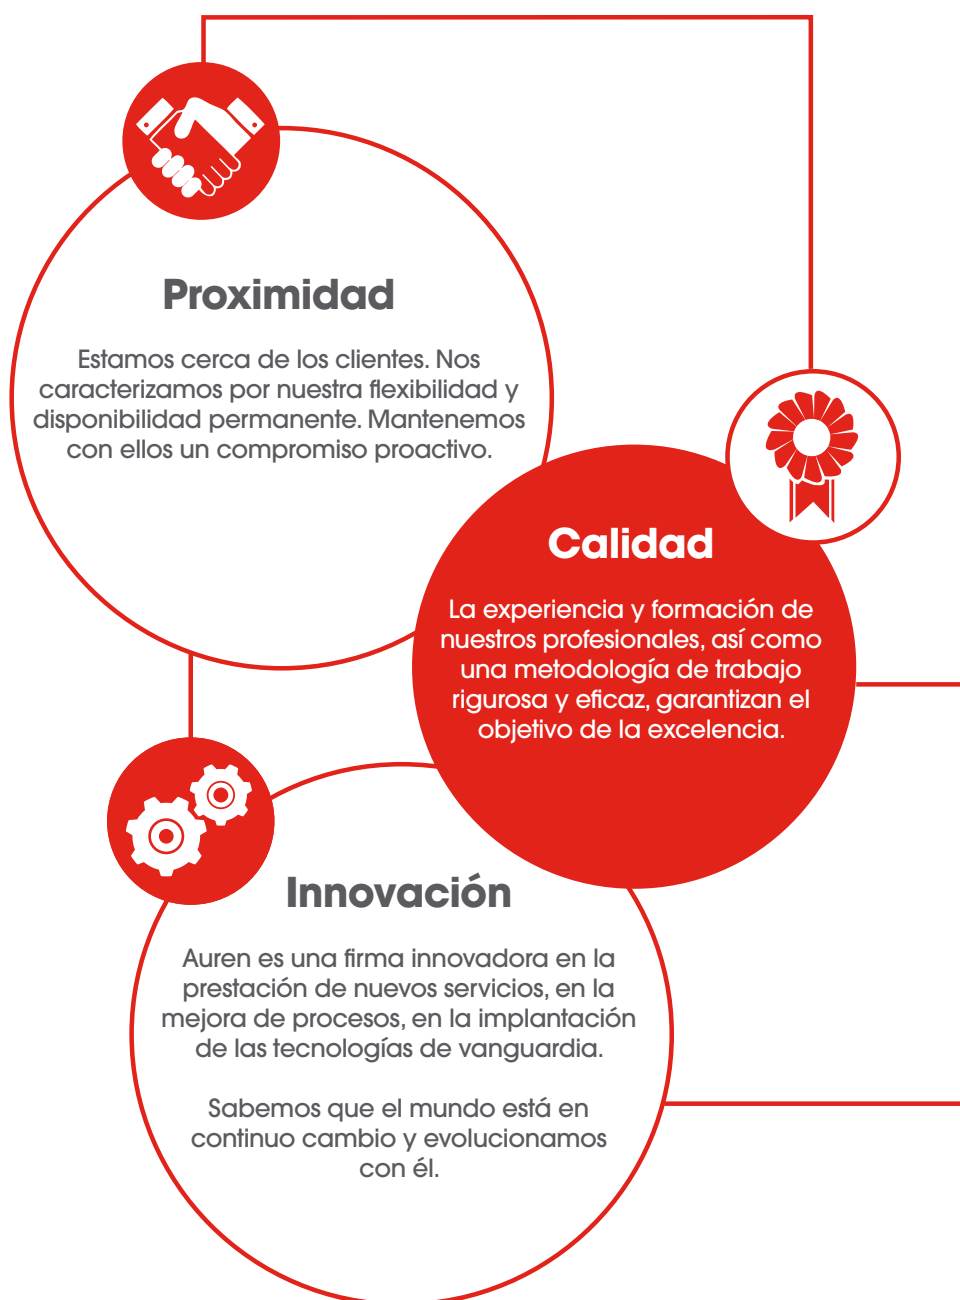 Proximidad
Estamos cerca de los clientes. Nos
caracterizamos por nuestra flexibilidad y
disponibilidad permanente. Mantenemos
con ellos un compromiso proactivo.
Calidad
La experiencia y formación de
nuestros profesionales, así como
una metodología de trabajo
rigurosa y eficaz, garantizan el
objetivo de la excelencia.
Innovación
Auren es una firma innovadora en la
prestación de nuevos servicios, en la
mejora de procesos, en la implantación
de las tecnologías de vanguardia.
Sabemos que el mundo está en
continuo cambio y evolucionamos
con él.